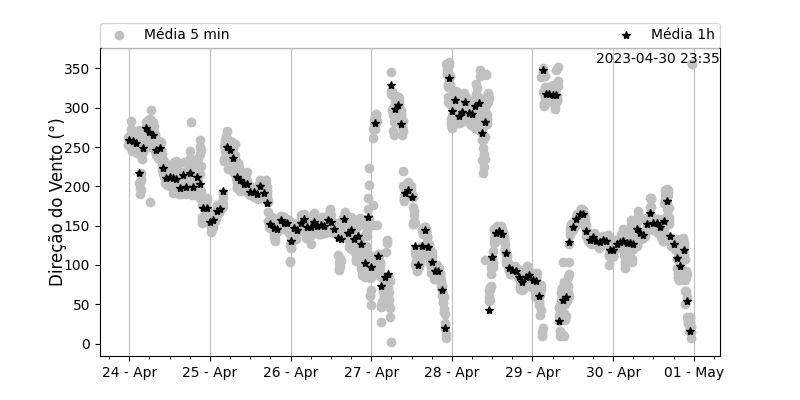 Média 5 min
Média 1h
2023-04-30 23:35
Direção do Vento (°)
350
300
250
200
150
100
50
0
24 - Apr
25 - Apr
26 - Apr
27 - Apr
28 - Apr
29 - Apr
30 - Apr
01 - May